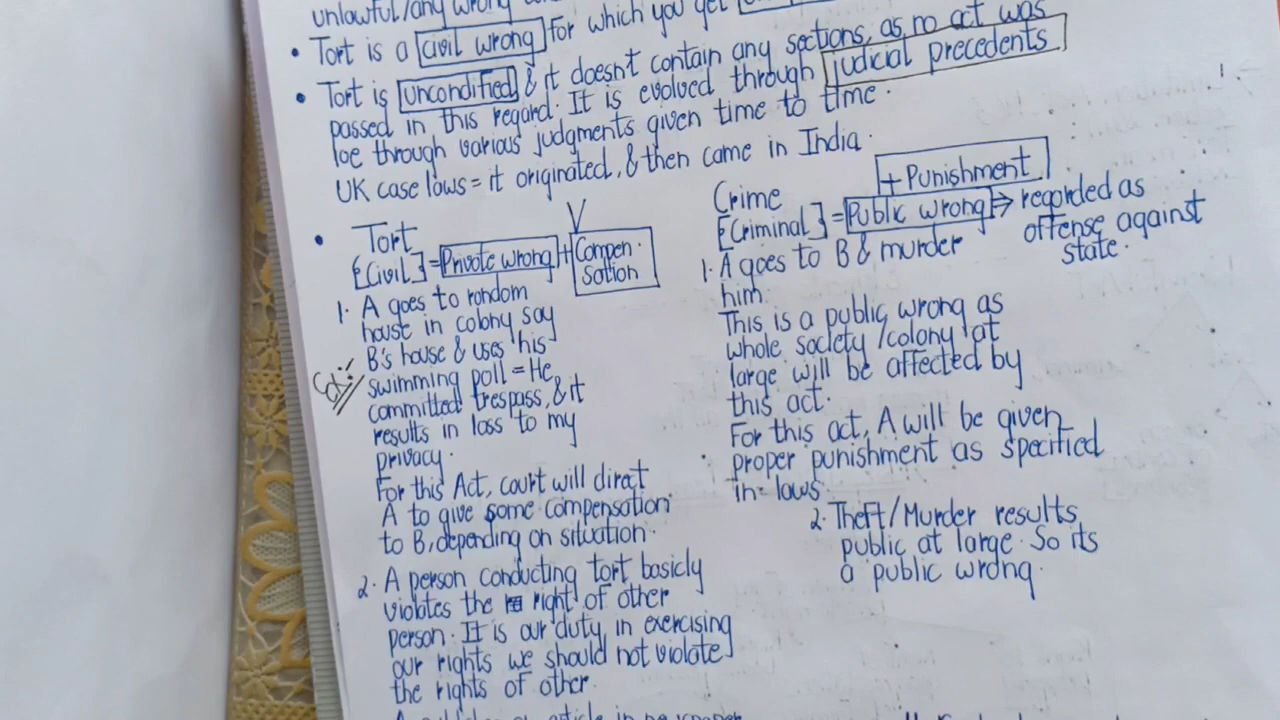 unlawful/any wrong
• Tort is a civil wrong for which you get
• Tort is uncondified & it doesn't contain any sections, as no act was
passed in this regard. It is evolved through judicial precedents
ioe through various judgments given time to time.
UK case laws = it originated, & then came in India.
• Tort
[Civil] = Private wrong + Compen-
sation
1. A goes to random
house in colony say
B's house & uses his
swimming poll = He
committed trespass, & it
results in loss to my
privacy.
For this Act, court will direct
A to give some compensation
to B, depending on situation.
2. A person conducting tort basicly
violates the right of other
person. It is our duty, in exercising
our rights we should not violate
the rights of other.
+ Punishment
Crime
[Criminal] = Public wrong ⇒ regarded as
offense against
state.
1. A goes to B & murder
him.
This is a public wrong as
whole society /colony at
large will be affected by
this act.
For this act, A will be given
proper punishment as specified
in = laws.
2. Theft/Murder results
public at large. So its
a public wrong.